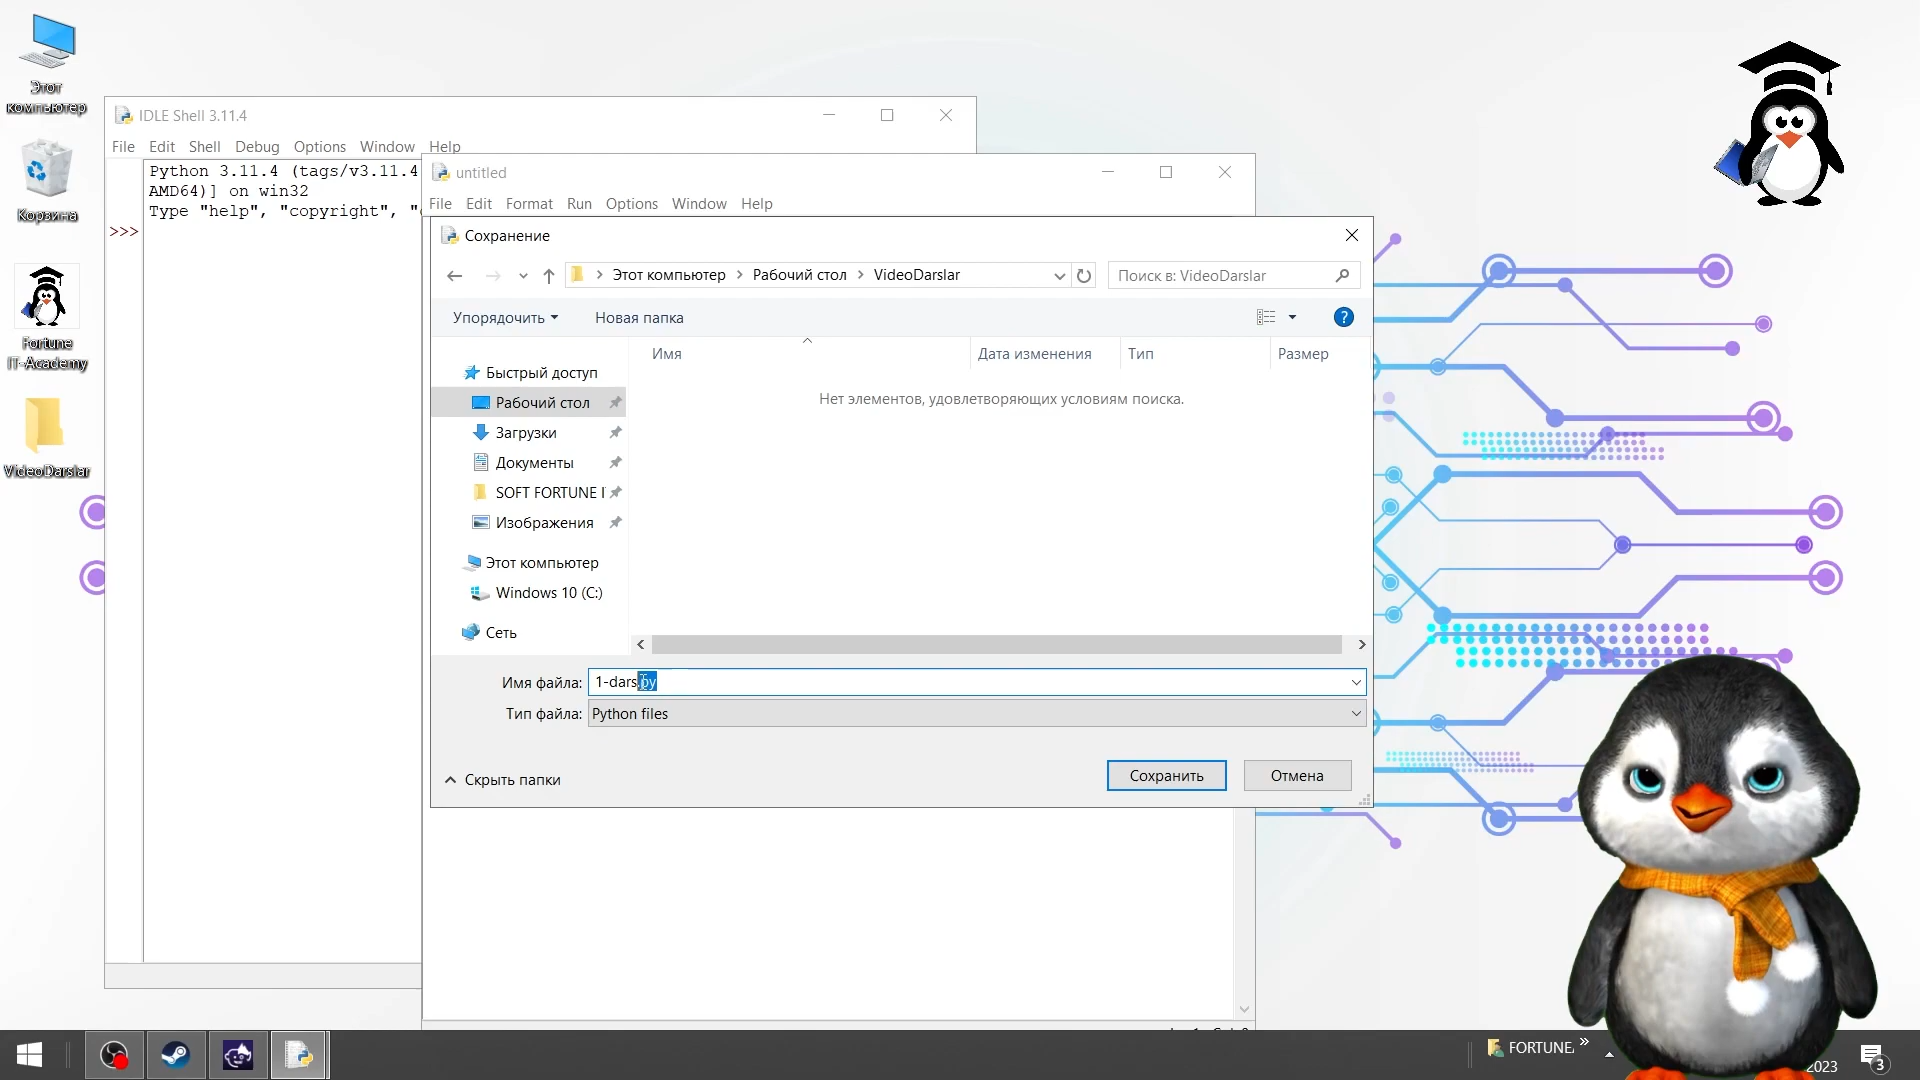 Этот
компьютер
Корзина
Fortune
IT-Academy
VideoDarslar
IDLE Shell 3.11.4
File Edit Shell Debug Options Window Help
Python 3.11.4 (tags/v3.11.4
AMD64)] on win32
Type "help", "copyright", "
>>>
untitled
File Edit Format Run Options Window Help
Сохранение
Этот компьютер > Рабочий стол > VideoDarslar
Поиск в: VideoDarslar
Упорядочить Новая папка
Имя Дата изменения Тип Размер
Нет элементов, удовлетворяющих условиям поиска.
Быстрый доступ
Рабочий стол
Загрузки
Документы
SOFT FORTUNE
Изображения
Этот компьютер
Windows 10 (C:)
Сеть
Имя файла: 1-dars.py
Тип файла: Python files
Скрыть папки
Сохранить Отмена
FORTUNE
2023
3